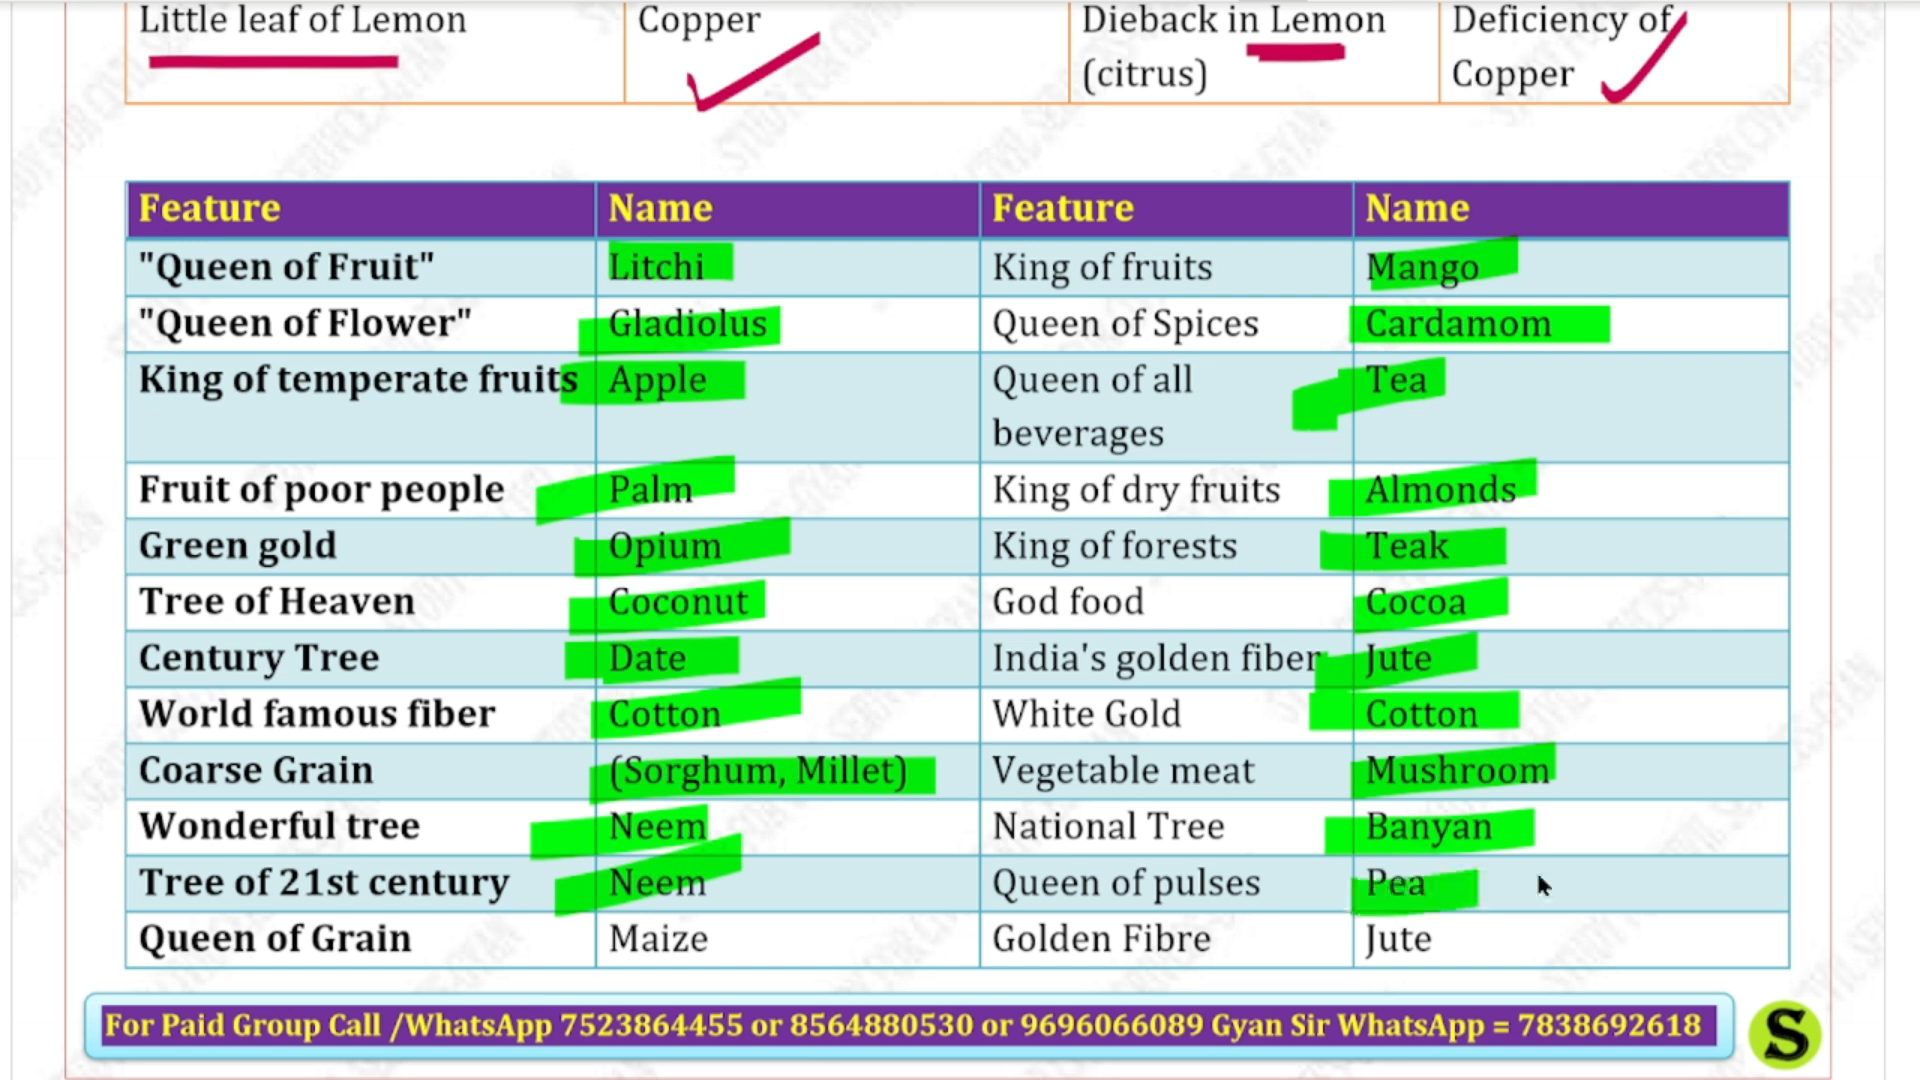 Little leaf of Lemon
Copper
Dieback in Lemon
(citrus)
Deficiency of
Copper
Feature Name Feature Name
"Queen of Fruit" Litchi King of fruits Mango
"Queen of Flower" Gladiolus Queen of Spices Cardamom
King of temperate fruits Apple Queen of all Tea
beverages
Fruit of poor people Palm King of dry fruits Almonds
Green gold Opium King of forests Teak
Tree of Heaven Coconut God food Cocoa
Century Tree Date India's golden fiber Jute
World famous fiber Cotton White Gold Cotton
Coarse Grain (Sorghum, Millet) Vegetable meat Mushroom
Wonderful tree Neem National Tree Banyan
Tree of 21st century Neem Queen of pulses Pea
Queen of Grain Maize Golden Fibre Jute
For Paid Group Call /WhatsApp 7523864455 or 8564880530 or 9696066089 Gyan Sir WhatsApp = 7838692618
S